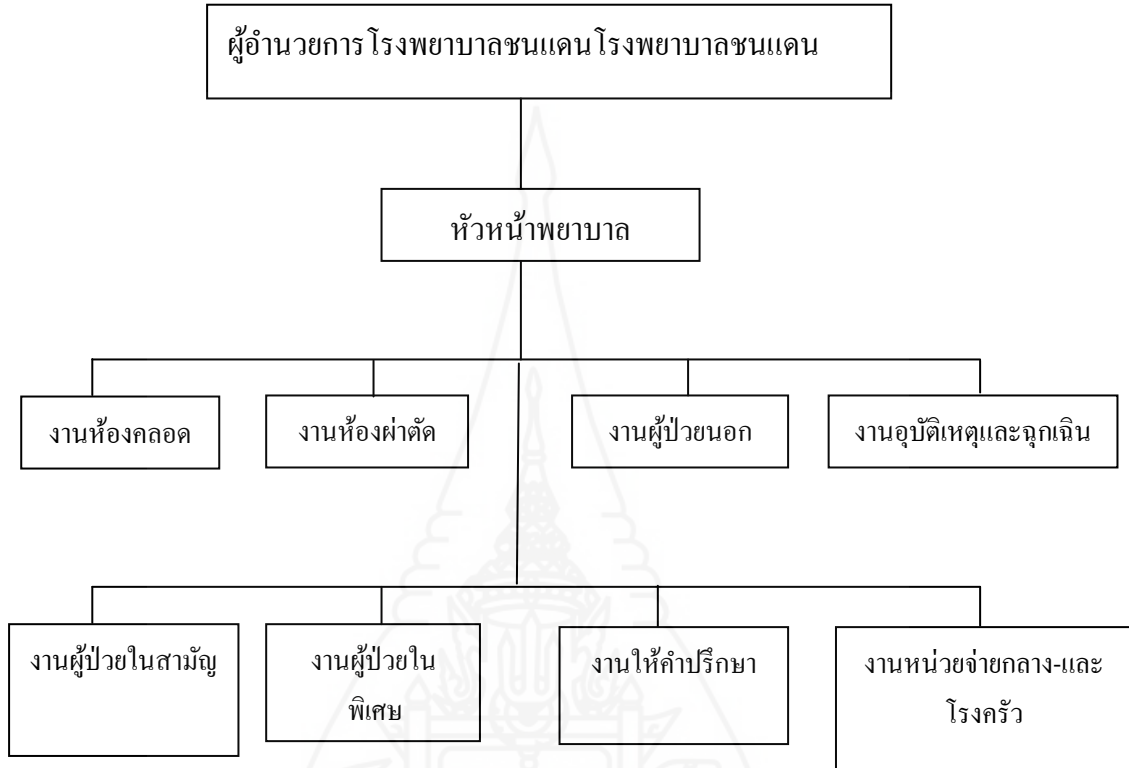 ผู้อำนวยการโรงพยาบาลชนแดนโรงพยาบาลชนแดน
หัวหน้าพยาบาล
งานห้องคลอด
งานห้องผ่าตัด
งานผู้ป่วยนอก
งานอุบัติเหตุและฉุกเฉิน
งานผู้ป่วยในสามัญ
งานผู้ป่วยใน
พิเศษ
งานให้คำปรึกษา
งานหน่วยจ่ายกลาง-และ
โรงครัว